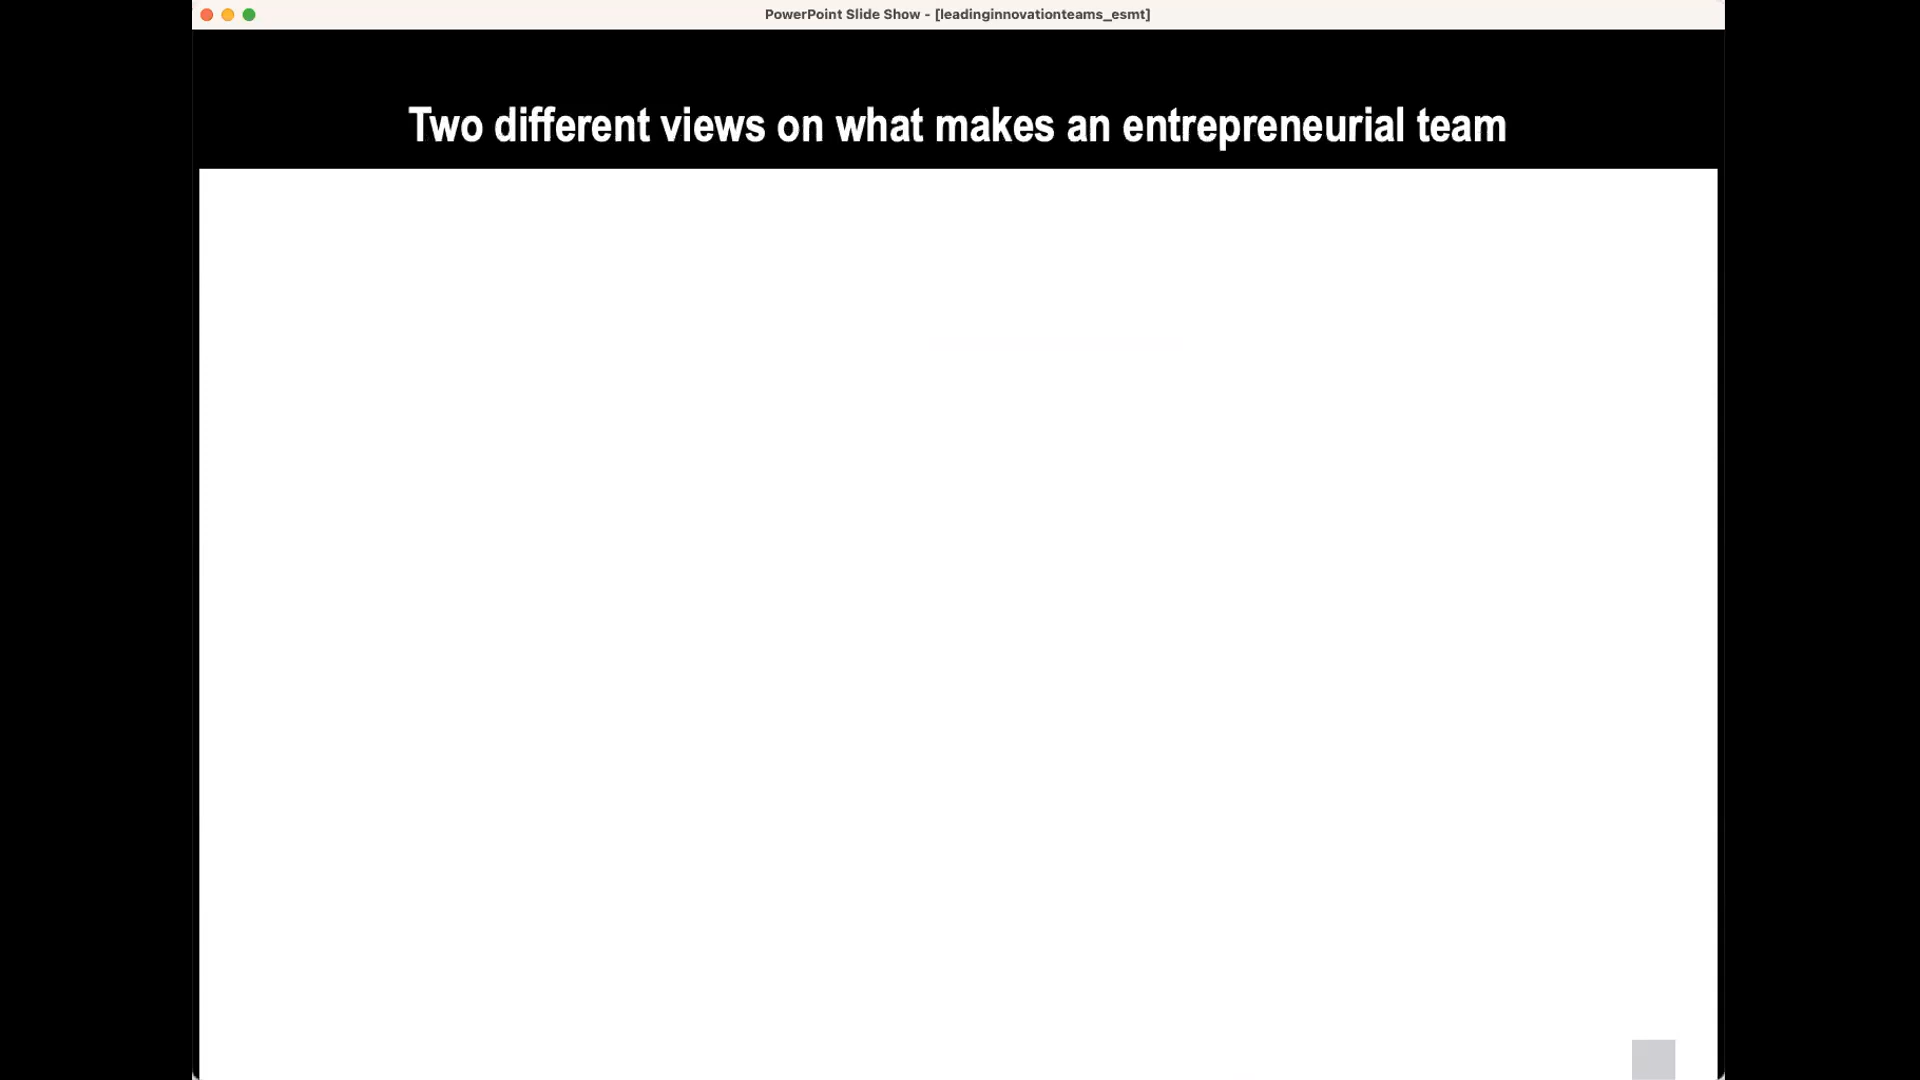 PowerPoint Slide Show - [leadinginnovationteams_esmt]
Two different views on what makes an entrepreneurial team